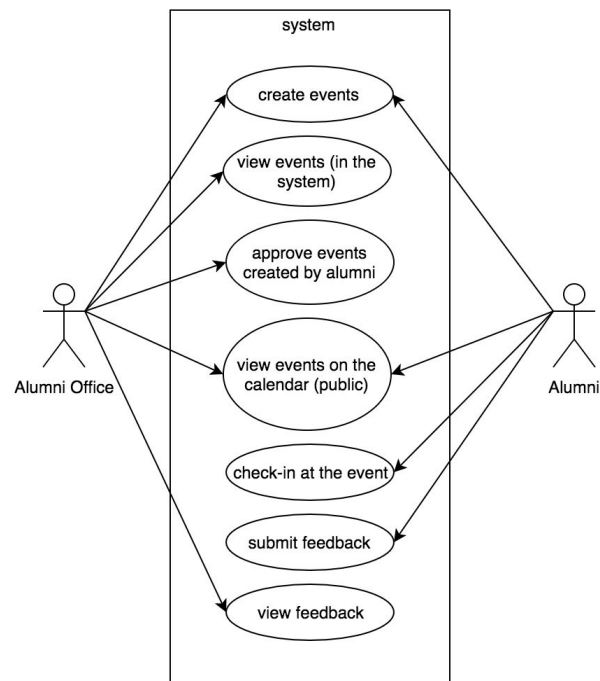 system
create events
view events (in the
system)
approve events
created by alumni
Alumni Office
view events on the
calendar (public)
Alumni
check-in at the event
submit feedback
view feedback